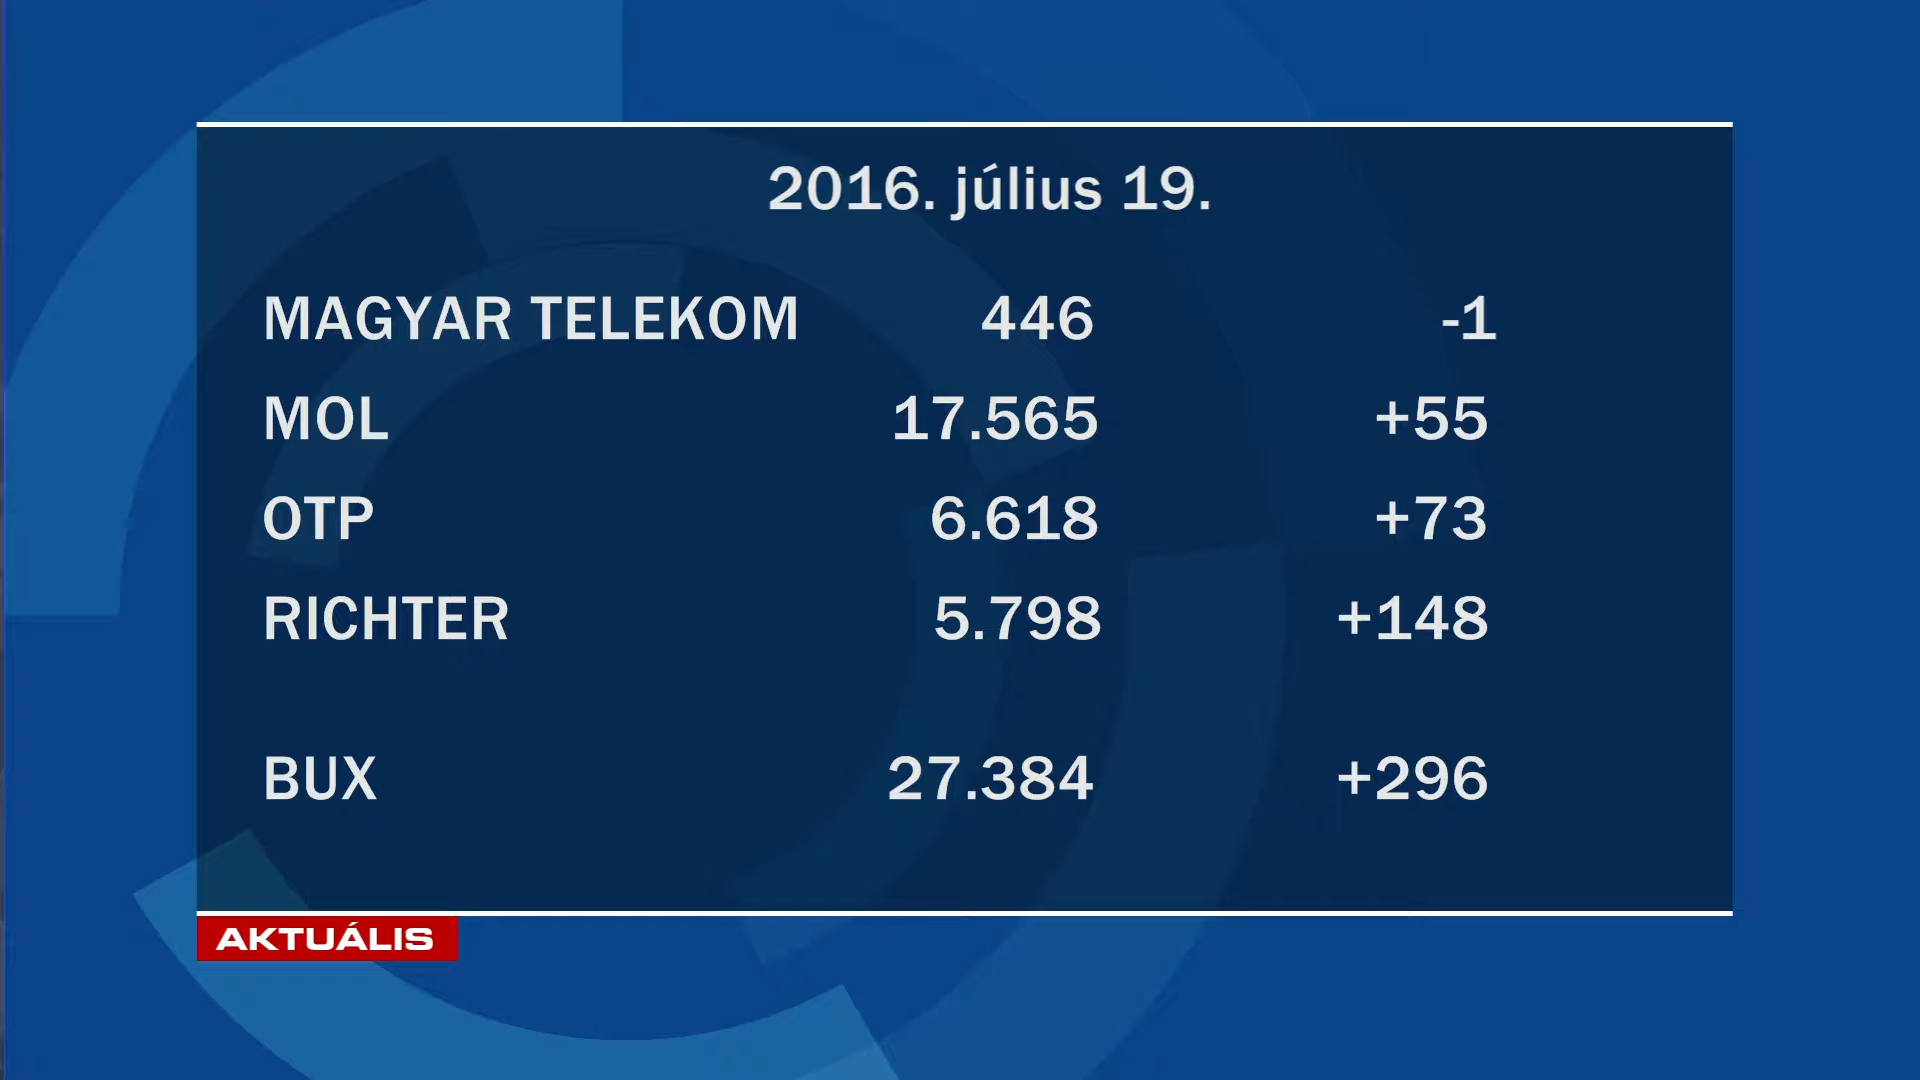 2016. július 19.
MAGYAR TELEKOM 446 -1
MOL 17.565 +55
OTP 6.618 +73
RICHTER 5.798 +148
BUX 27.384 +296
AKTUÁLIS